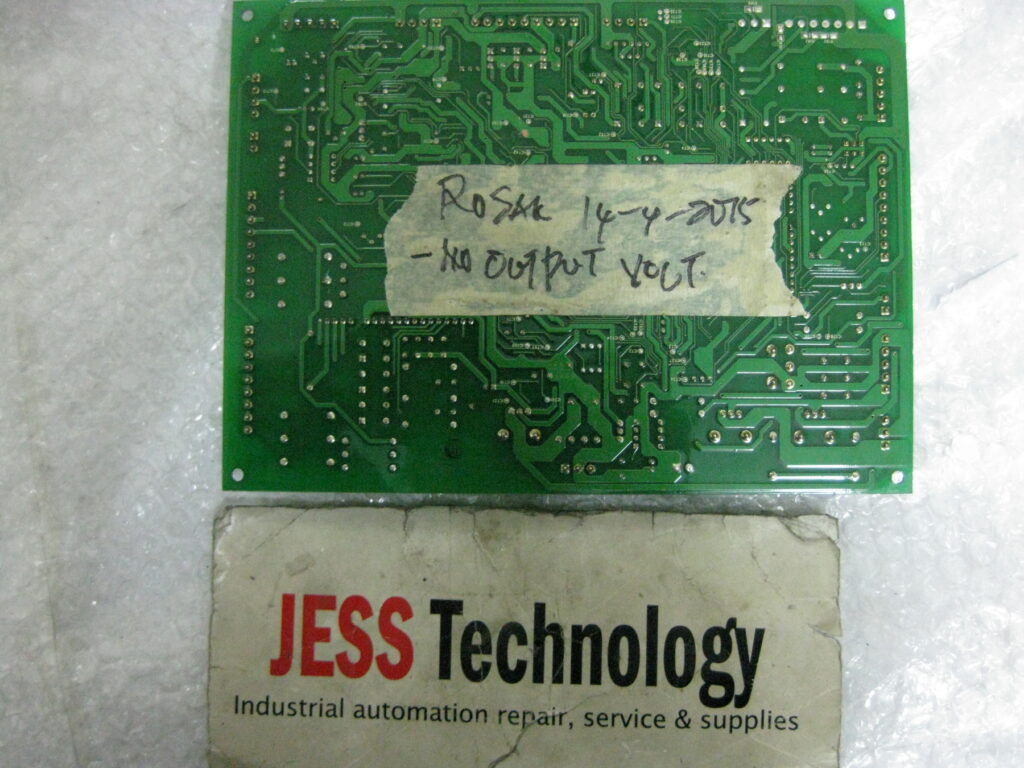 ROSAK 14-4-2015
- NO OUTPUT VOLT.
JESS Technology
Industrial automation repair, service & supplies